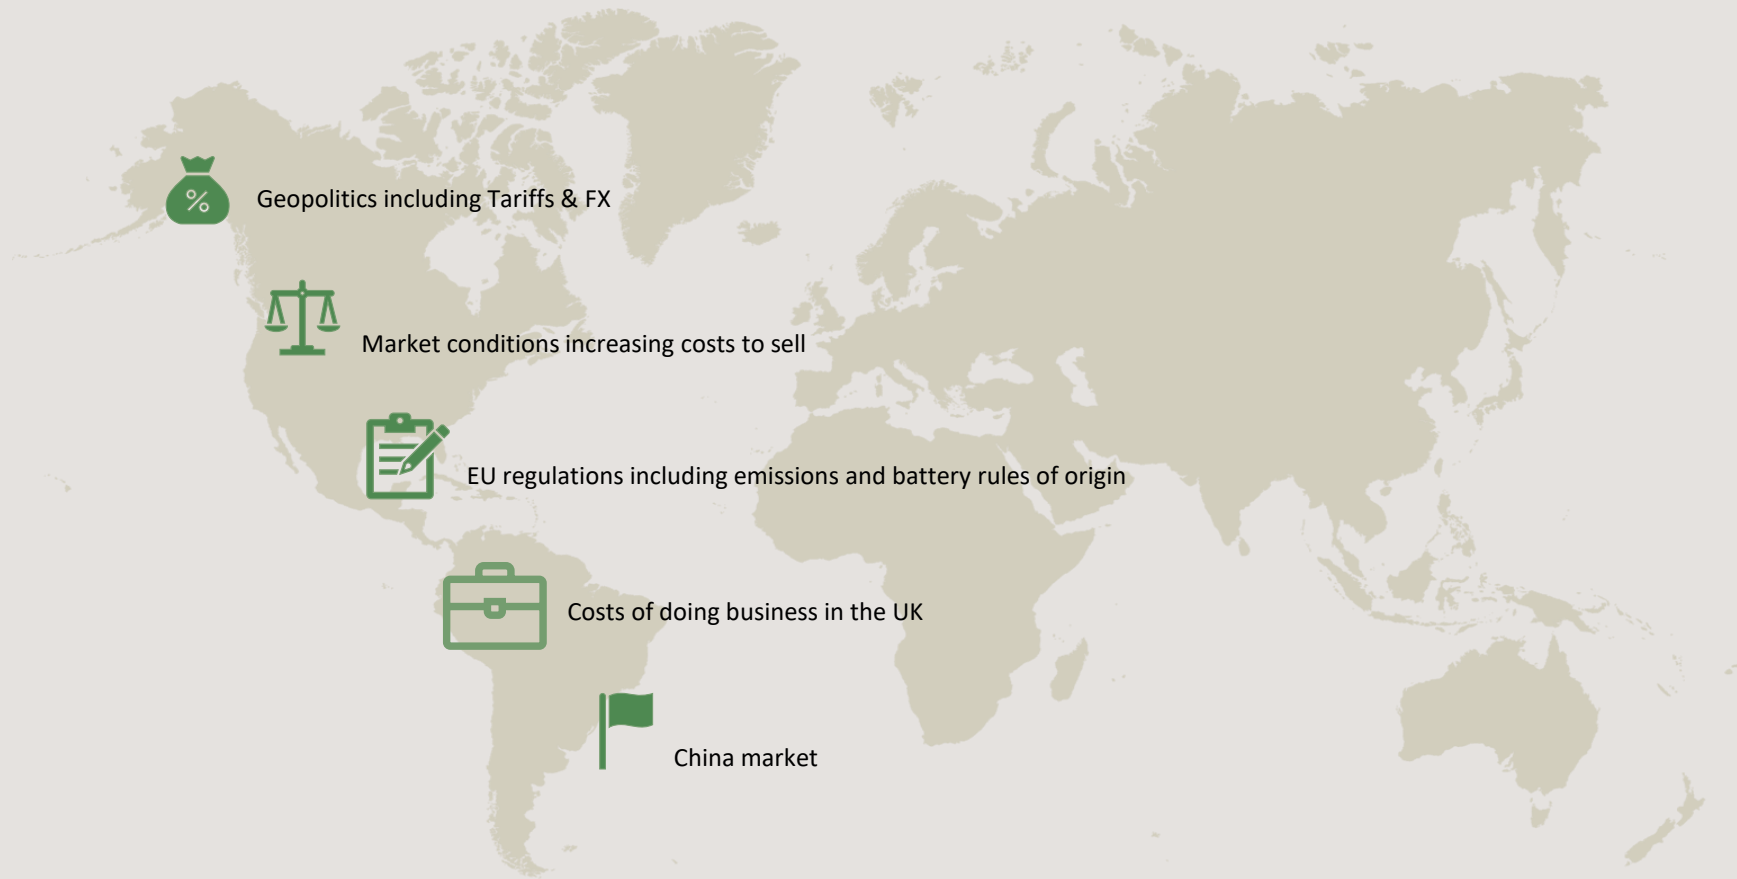 %
Geopolitics including Tariffs & FX
Market conditions increasing costs to sell
EU regulations including emissions and battery rules of origin
Costs of doing business in the UK
China market